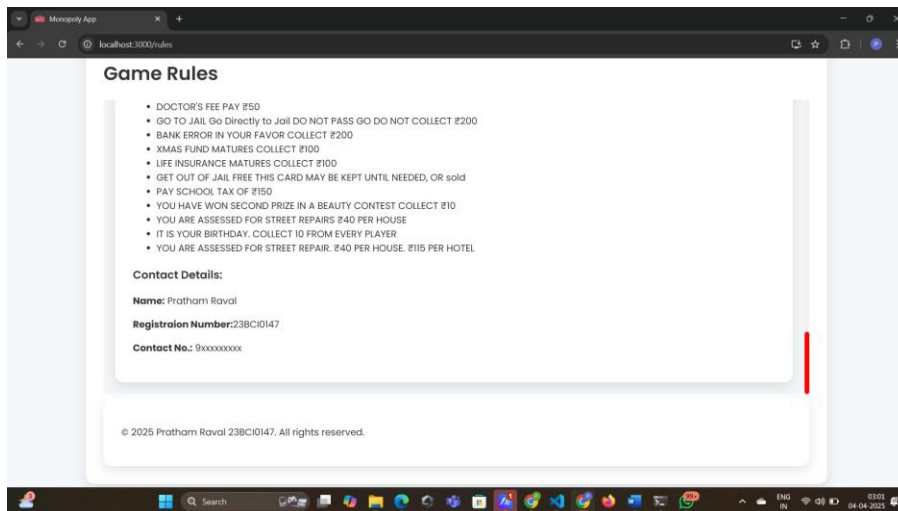 Monopoly App
localhost:3000/rules
Game Rules
DOCTOR'S FEE PAY ₹50
GO TO JAIL Go Directly to Jail DO NOT PASS GO DO NOT COLLECT ₹200
BANK ERROR IN YOUR FAVOR COLLECT ₹200
XMAS FUND MATURES COLLECT ₹100
LIFE INSURANCE MATURES COLLECT ₹100
GET OUT OF JAIL FREE THIS CARD MAY BE KEPT UNTIL NEEDED, OR sold
PAY SCHOOL TAX OF ₹150
YOU HAVE WON SECOND PRIZE IN A BEAUTY CONTEST COLLECT ₹10
YOU ARE ASSESSED FOR STREET REPAIRS ₹40 PER HOUSE
IT IS YOUR BIRTHDAY. COLLECT 10 FROM EVERY PLAYER
YOU ARE ASSESSED FOR STREET REPAIR. ₹40 PER HOUSE. ₹115 PER HOTEL
Contact Details:
Name: Pratham Raval
Registraion Number:23BCI0147
Contact No.: 9xxxxxxxxx
© 2025 Pratham Raval 23BCI0147. All rights reserved.
Search
99+
ENG
IN
03:01
04-04-2025